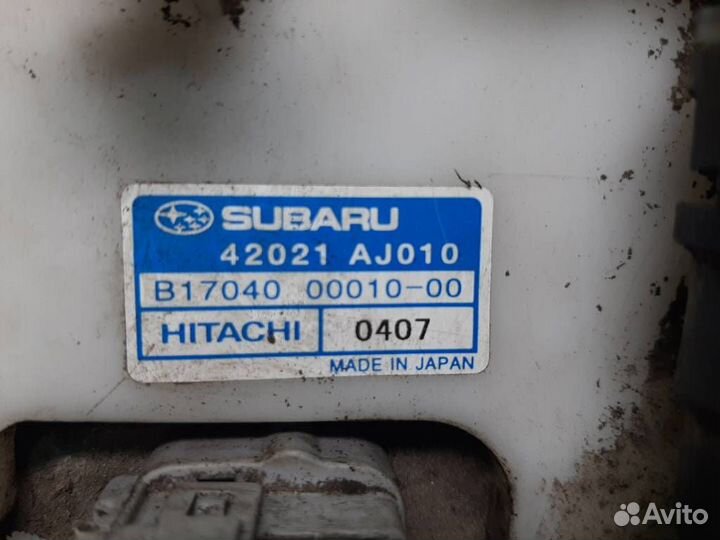 SUBARU
42021 AJ010
B17040 00010-00
HITACHI 0407
MADE IN JAPAN
Avito